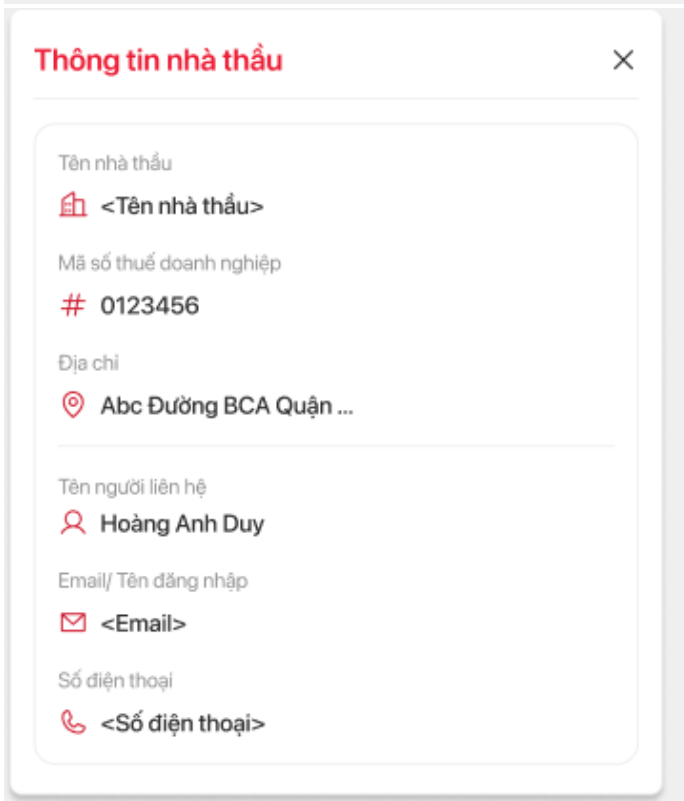 Thông tin nhà thầu
Tên nhà thầu
<Tên nhà thầu>
Mã số thuế doanh nghiệp
# 0123456
Địa chỉ
Abc Đường BCA Quận ...
Tên người liên hệ
Hoàng Anh Duy
Email/ Tên đăng nhập
<Email>
Số điện thoại
<Số điện thoại>